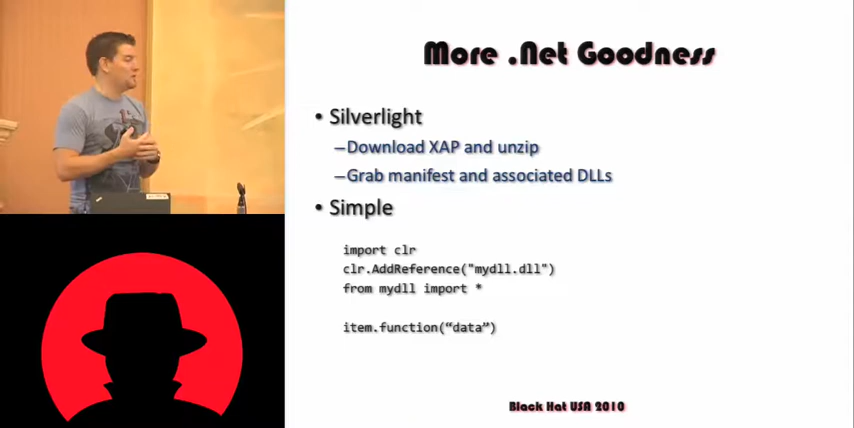 More .Net Goodness
• Silverlight
–Download XAP and unzip
–Grab manifest and associated DLLs
• Simple
import clr
clr.AddReference("mydll.dll")
from mydll import *
item.function(“data”)
Black Hat USA 2010